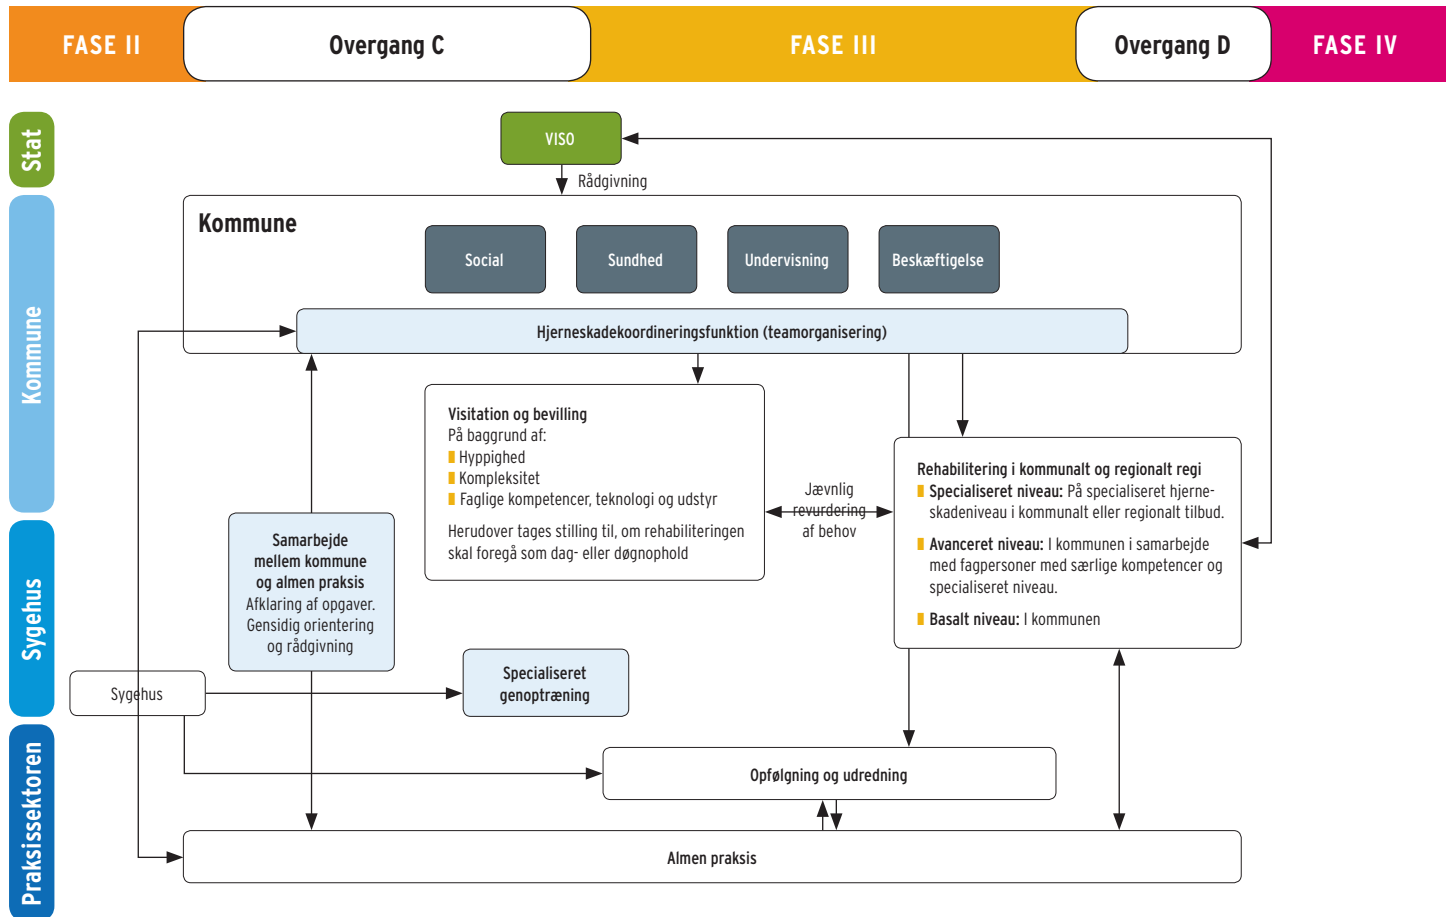 FASE II
Overgang C
FASE III
Overgang D
FASE IV
Stat
VISO
Rådgivning
Kommune
Kommune
Social
Sundhed
Undervisning
Beskæftigelse
Hjerneskadekoordineringsfunktion (teamorganisering)
Visitation og bevilling
På baggrund af:
Hyppighed
Kompleksitet
Faglige kompetencer, teknologi og udstyr
Herudover tages stilling til, om rehabiliteringen
skal foregå som dag- eller døgnophold
Jævnlig
revurdering
af behov
Rehabilitering i kommunalt og regionalt regi
Specialiseret niveau: På specialiseret hjerne-
skadeniveau i kommunalt eller regionalt tilbud.
Avanceret niveau: I kommunen i samarbejde
med fagpersoner med særlige kompetencer og
specialiseret niveau.
Basalt niveau: I kommunen
Samarbejde
mellem kommune
og almen praksis
Afklaring af opgaver.
Gensidig orientering
og rådgivning
Sygehus
Sygehus
Specialiseret
genoptræning
Praksissektoren
Opfølgning og udredning
Almen praksis